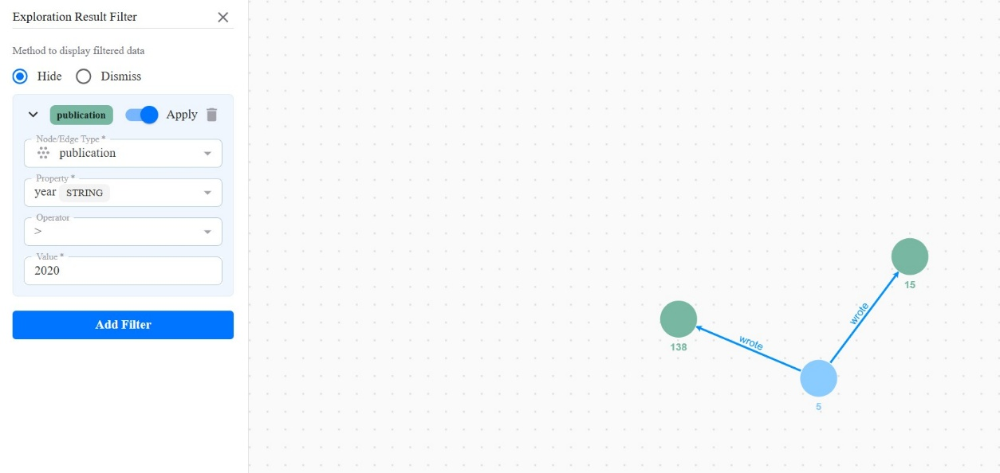 Exploration Result Filter
Method to display filtered data
Hide Dismiss
publication Apply
Node/Edge Type *
publication
Property *
year STRING
Operator
>
Value *
2020
Add Filter
15
wrote
138
wrote
5